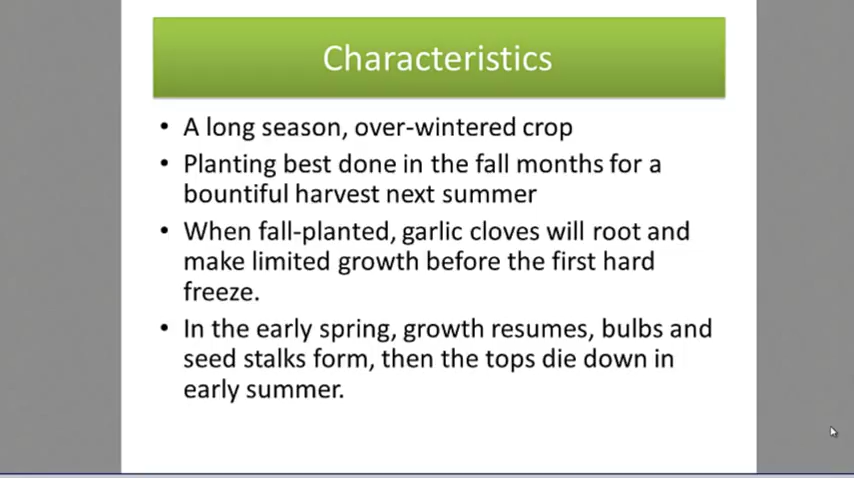 Characteristics
• A long season, over-wintered crop
• Planting best done in the fall months for a
bountiful harvest next summer
• When fall-planted, garlic cloves will root and
make limited growth before the first hard
freeze.
• In the early spring, growth resumes, bulbs and
seed stalks form, then the tops die down in
early summer.